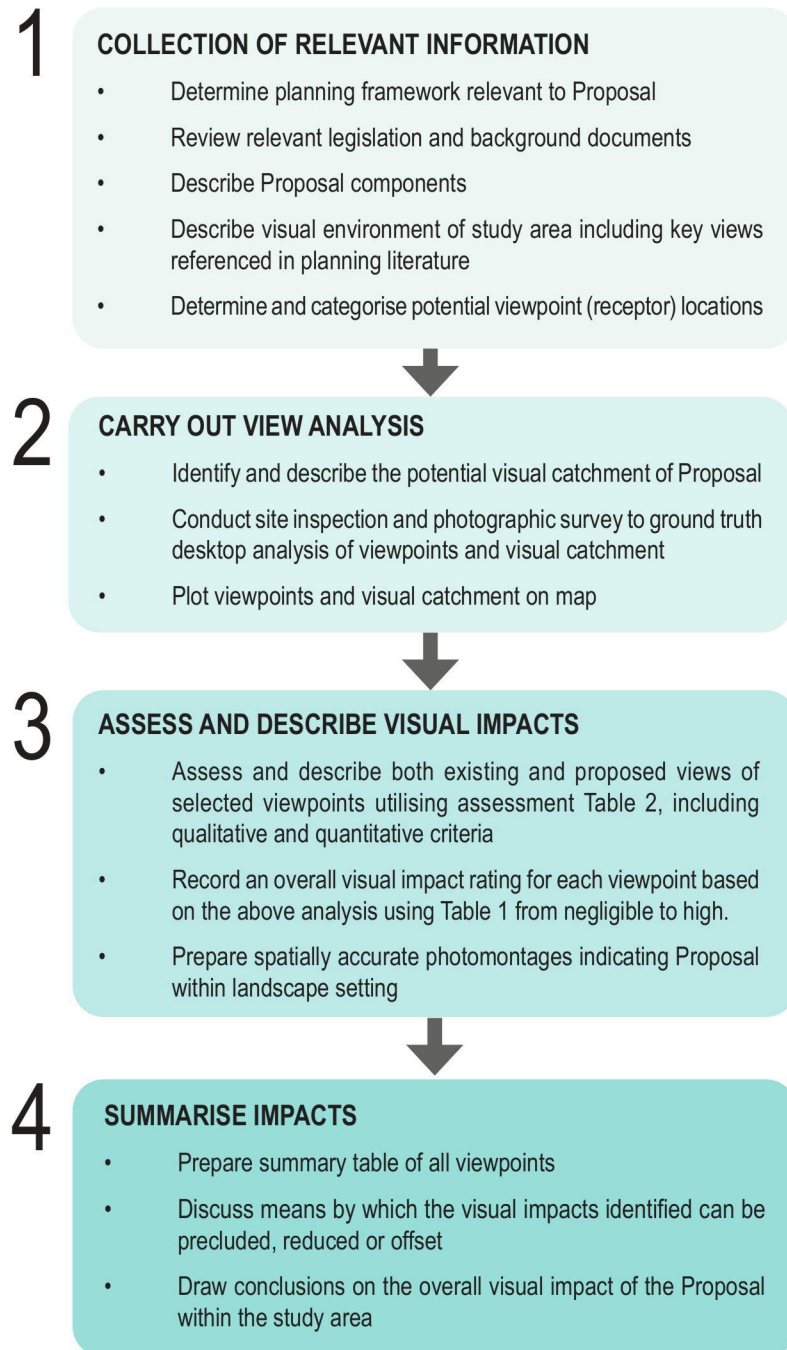 1
COLLECTION OF RELEVANT INFORMATION
• Determine planning framework relevant to Proposal
• Review relevant legislation and background documents
• Describe Proposal components
• Describe visual environment of study area including key views
referenced in planning literature
• Determine and categorise potential viewpoint (receptor) locations
2
CARRY OUT VIEW ANALYSIS
• Identify and describe the potential visual catchment of Proposal
• Conduct site inspection and photographic survey to ground truth
desktop analysis of viewpoints and visual catchment
• Plot viewpoints and visual catchment on map
3
ASSESS AND DESCRIBE VISUAL IMPACTS
• Assess and describe both existing and proposed views of
selected viewpoints utilising assessment Table 2, including
qualitative and quantitative criteria
• Record an overall visual impact rating for each viewpoint based
on the above analysis using Table 1 from negligible to high.
• Prepare spatially accurate photomontages indicating Proposal
within landscape setting
4
SUMMARISE IMPACTS
• Prepare summary table of all viewpoints
• Discuss means by which the visual impacts identified can be
precluded, reduced or offset
• Draw conclusions on the overall visual impact of the Proposal
within the study area